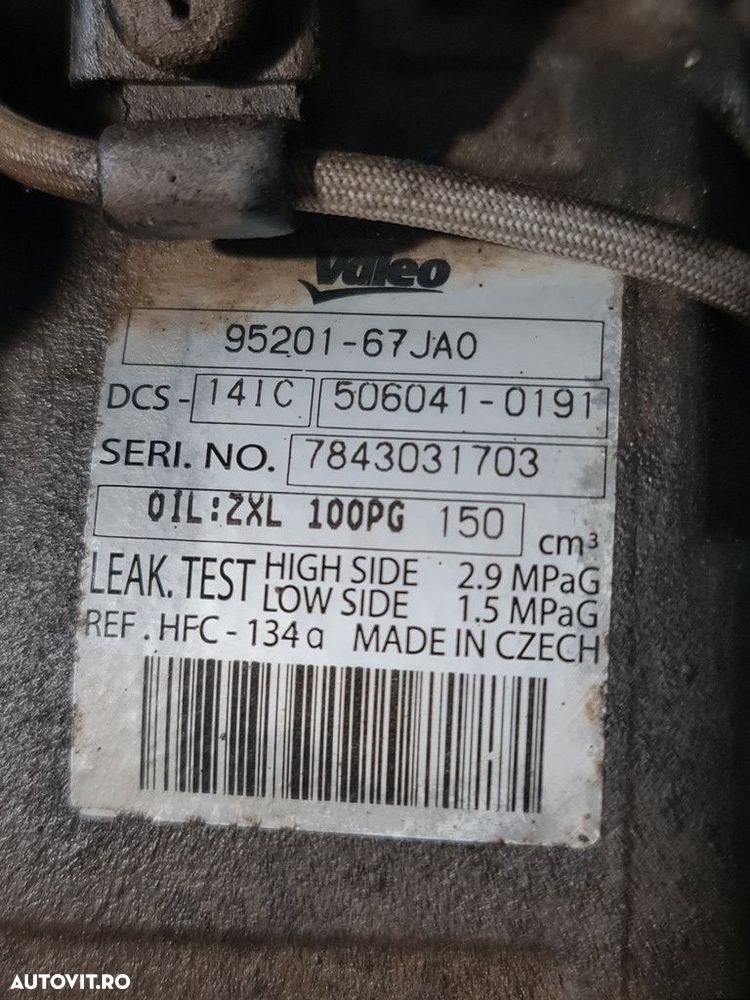 Valeo
95201-67JA0
DCS - 14IC 506041-0191
SERI. NO. 7843031703
OIL:ZXL 100PG 150 cm³
LEAK. TEST HIGH SIDE 2.9 MPaG
LOW SIDE 1.5 MPaG
REF . HFC - 134a MADE IN CZECH
AUTOVIT.RO